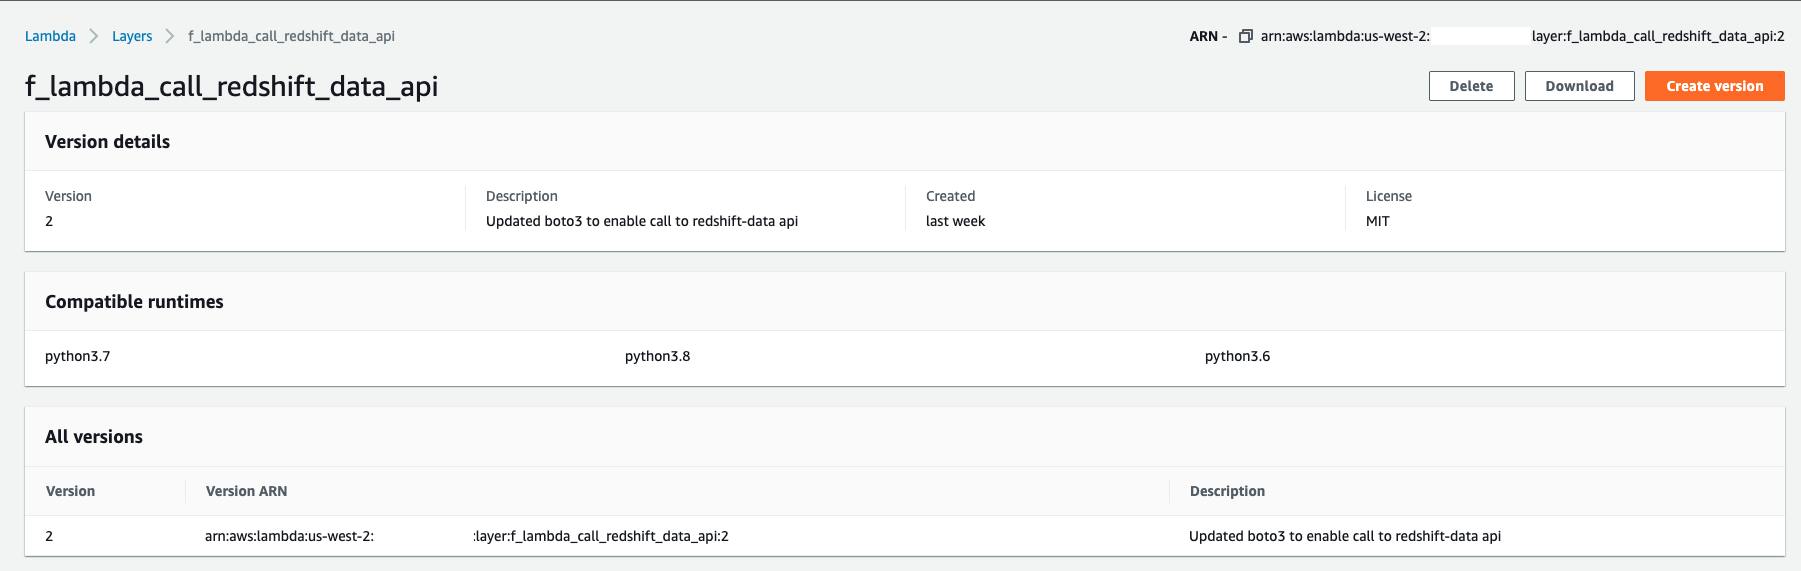 Lambda > Layers > f_lambda_call_redshift_data_api
ARN - arn:aws:lambda:us-west-2: layer:f_lambda_call_redshift_data_api:2
f_lambda_call_redshift_data_api
Delete Download Create version
Version details
Version Description Created License
2 Updated boto3 to enable call to redshift-data api last week MIT
Compatible runtimes
python3.7 python3.8 python3.6
All versions
Version Version ARN Description
2 arn:aws:lambda:us-west-2: :layer:f_lambda_call_redshift_data_api:2 Updated boto3 to enable call to redshift-data api